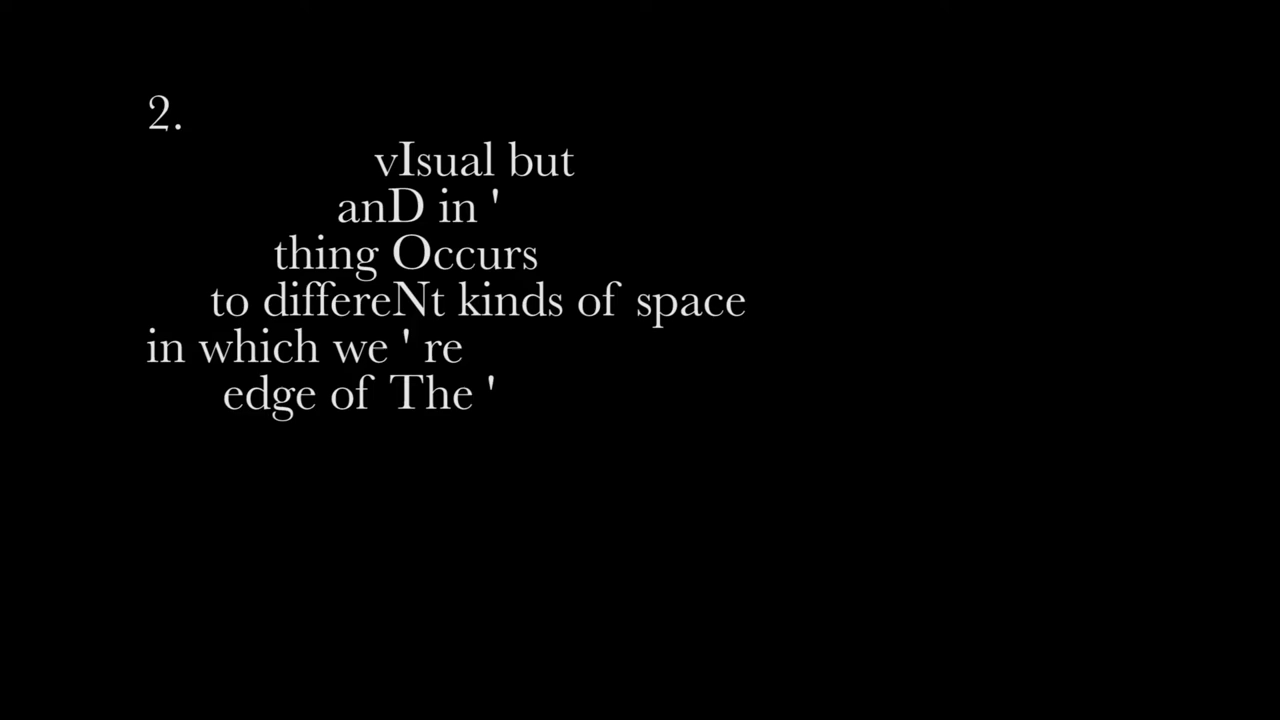 2.
vIsual but
anD in '
thing Occurs
to differeNt kinds of space
in which we ' re
edge of The '